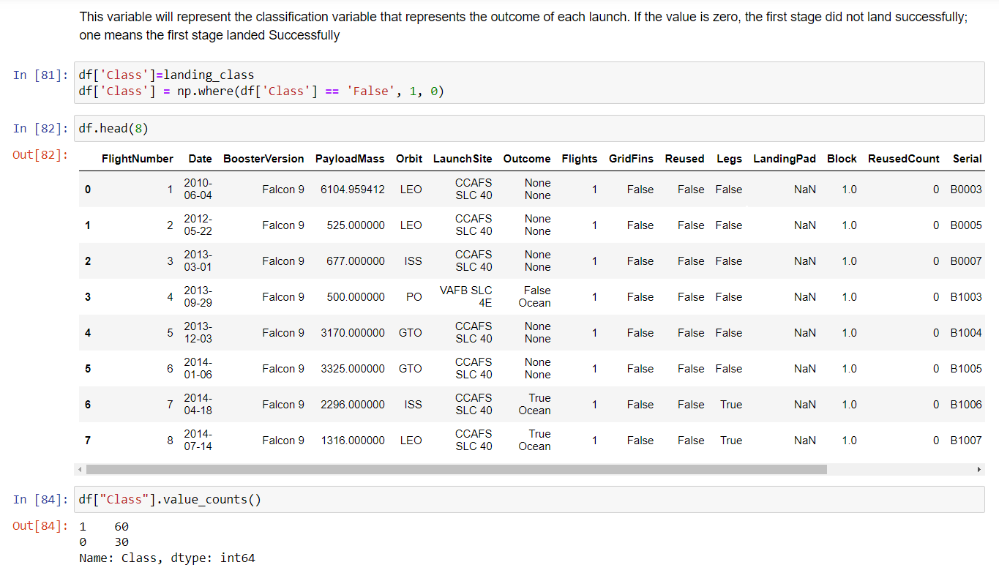 This variable will represent the classification variable that represents the outcome of each launch. If the value is zero, the first stage did not land successfully;
one means the first stage landed Successfully
In [81]: df['Class']=landing_class
df['Class'] = np.where(df['Class'] == 'False', 1, 0)
In [82]: df.head(8)
Out[82]:
FlightNumber Date BoosterVersion PayloadMass Orbit LaunchSite Outcome Flights GridFins Reused Legs LandingPad Block ReusedCount Serial
0 1 2010-06-04 Falcon 9 6104.959412 LEO CCAFS SLC 40 None None 1 False False False NaN 1.0 0 B0003
1 2 2012-05-22 Falcon 9 525.000000 LEO CCAFS SLC 40 None None 1 False False False NaN 1.0 0 B0005
2 3 2013-03-01 Falcon 9 677.000000 ISS CCAFS SLC 40 None None 1 False False False NaN 1.0 0 B0007
3 4 2013-09-29 Falcon 9 500.000000 PO VAFB SLC 4E False Ocean 1 False False False NaN 1.0 0 B1003
4 5 2013-12-03 Falcon 9 3170.000000 GTO CCAFS SLC 40 None None 1 False False False NaN 1.0 0 B1004
5 6 2014-01-06 Falcon 9 3325.000000 GTO CCAFS SLC 40 None None 1 False False False NaN 1.0 0 B1005
6 7 2014-04-18 Falcon 9 2296.000000 ISS CCAFS SLC 40 True Ocean 1 False False True NaN 1.0 0 B1006
7 8 2014-07-14 Falcon 9 1316.000000 LEO CCAFS SLC 40 True Ocean 1 False False True NaN 1.0 0 B1007
In [84]: df["Class"].value_counts()
Out[84]: 1 60
0 30
Name: Class, dtype: int64